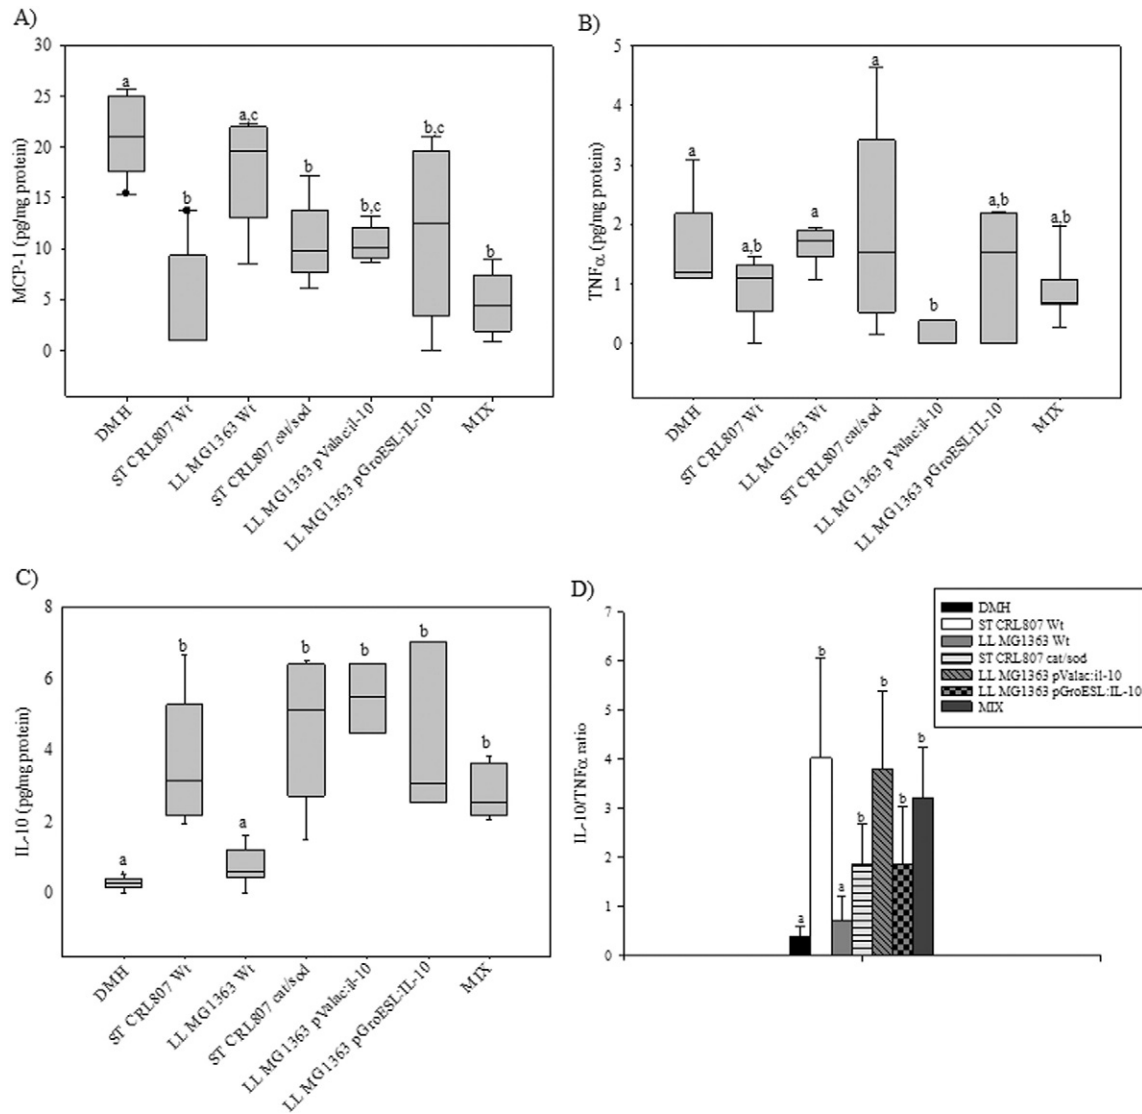 A)
30
25
20
15
10
5
0
MCP-1 (pg/mg protein)
a
b
a,c
b
b,c
b,c
b
DMH
ST CRL807 Wt
LL MG1363 Wt
ST CRL807 cat/sod
LL MG1363 pValac:il-10
LL MG1363 pGroESL:IL-10
MIX
B)
5
4
3
2
1
0
TNFα (pg/mg protein)
a
a,b
a
a
b
a,b
a,b
DMH
ST CRL807 Wt
LL MG1363 Wt
ST CRL807 cat/sod
LL MG1363 pValac:il-10
LL MG1363 pGroESL:IL-10
MIX
C)
8
6
4
2
0
IL-10 (pg/mg protein)
a
b
a
b
b
b
b
DMH
ST CRL807 Wt
LL MG1363 Wt
ST CRL807 cat/sod
LL MG1363 pValac:il-10
LL MG1363 pGroESL:IL-10
MIX
D)
7
6
5
4
3
2
1
0
IL-10/TNFα ratio
a
b
a
b
b
b
b
DMH
ST CRL807 Wt
LL MG1363 Wt
ST CRL807 cat/sod
LL MG1363 pValac:il-10
LL MG1363 pGroESL:IL-10
MIX